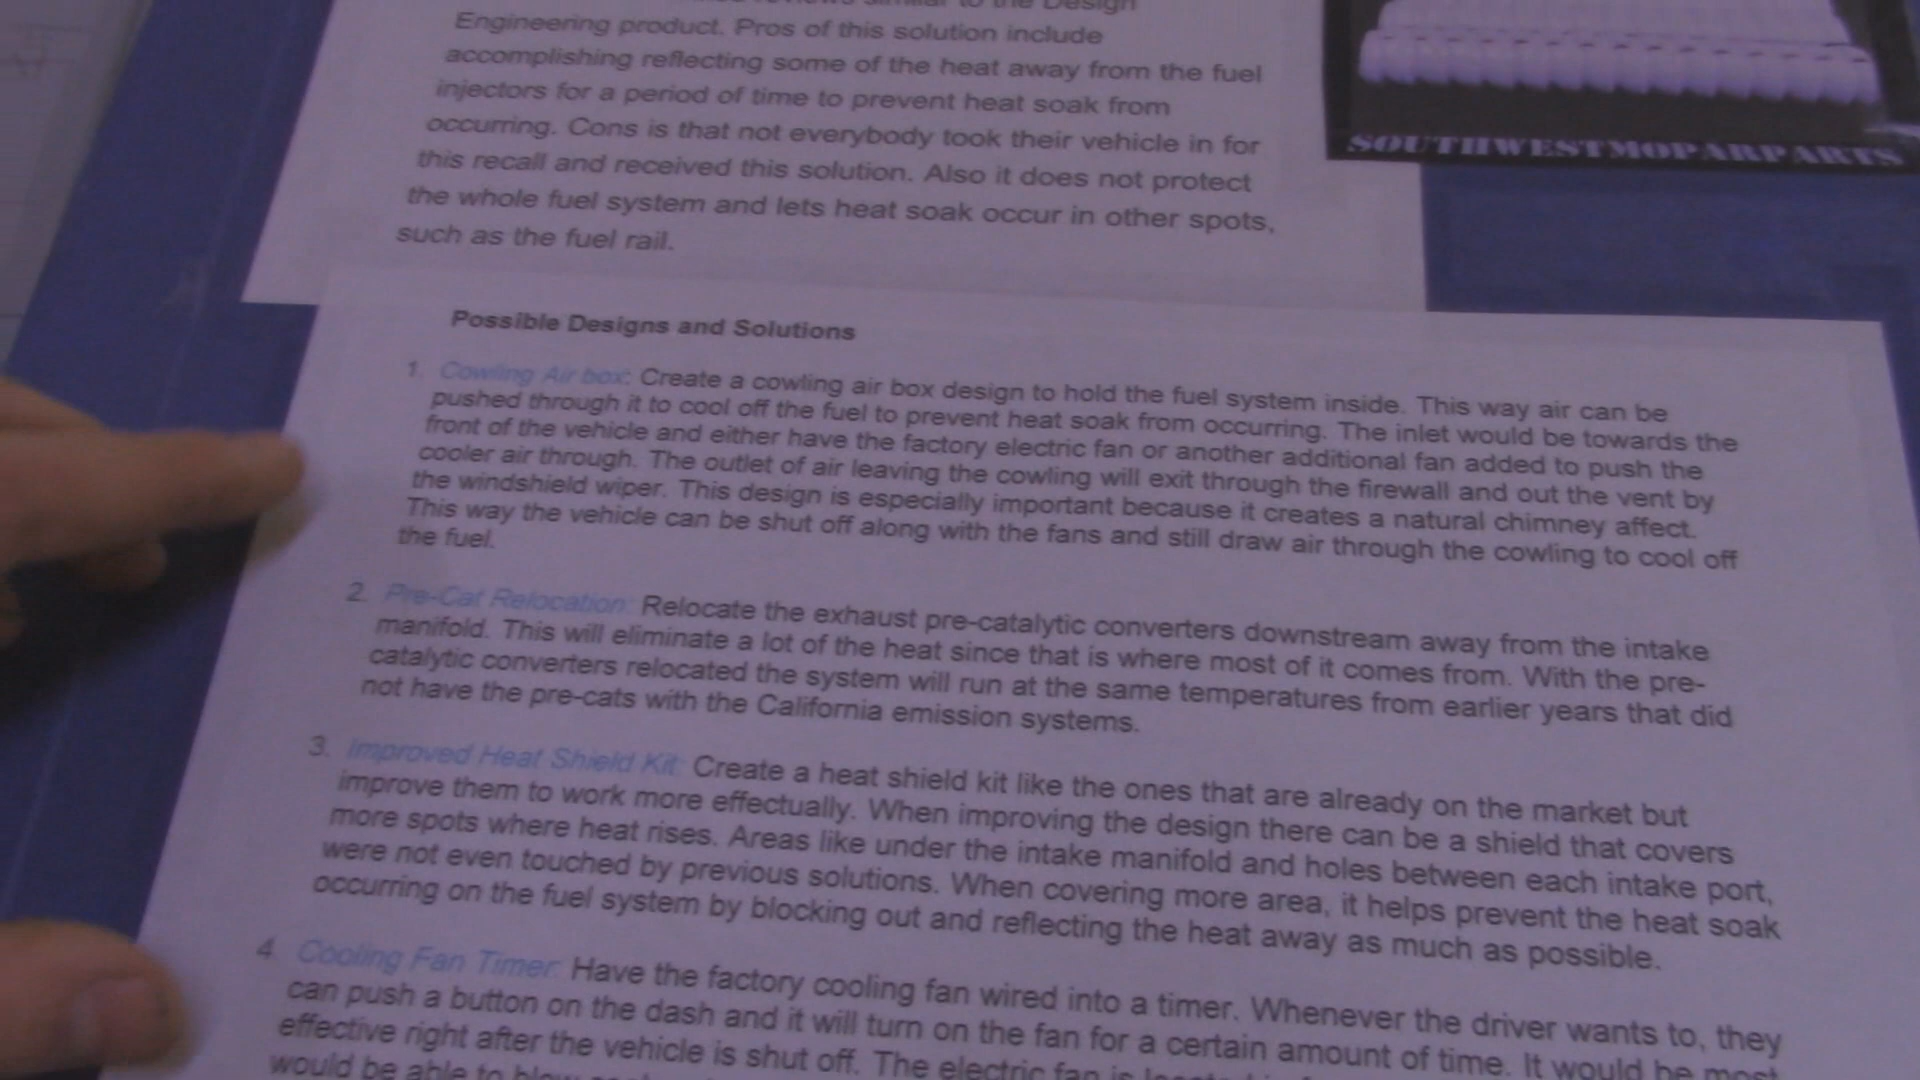 to the Design
Engineering product. Pros of this solution include
accomplishing reflecting some of the heat away from the fuel
injectors for a period of time to prevent heat soak from
occurring. Cons is that not everybody took their vehicle in for
this recall and received this solution. Also it does not protect
the whole fuel system and lets heat soak occur in other spots,
such as the fuel rail.
SOUTHWESTMOPARPARTS
Possible Designs and Solutions
1. Cowling Air box: Create a cowling air box design to hold the fuel system inside. This way air can be
pushed through it to cool off the fuel to prevent heat soak from occurring. The inlet would be towards the
front of the vehicle and either have the factory electric fan or another additional fan added to push the
cooler air through. The outlet of air leaving the cowling will exit through the firewall and out the vent by
the windshield wiper. This design is especially important because it creates a natural chimney affect.
This way the vehicle can be shut off along with the fans and still draw air through the cowling to cool off
the fuel.
2. Pre-Cat Relocation: Relocate the exhaust pre-catalytic converters downstream away from the intake
manifold. This will eliminate a lot of the heat since that is where most of it comes from. With the pre-
catalytic converters relocated the system will run at the same temperatures from earlier years that did
not have the pre-cats with the California emission systems.
3. Improved Heat Shield Kit: Create a heat shield kit like the ones that are already on the market but
improve them to work more effectually. When improving the design there can be a shield that covers
more spots where heat rises. Areas like under the intake manifold and holes between each intake port,
were not even touched by previous solutions. When covering more area, it helps prevent the heat soak
occurring on the fuel system by blocking out and reflecting the heat away as much as possible.
4. Cooling Fan Timer: Have the factory cooling fan wired into a timer. Whenever the driver wants to, they
can push a button on the dash and it will turn on the fan for a certain amount of time. It would be most
effective right after the vehicle is shut off. The electric fan is
would be able to blow